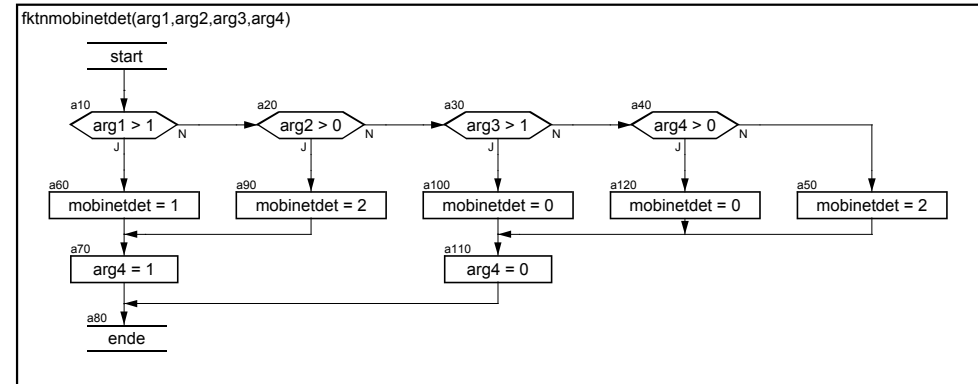 fktnmobinetdet(arg1,arg2,arg3,arg4)
start
a10
arg1 > 1
N
J
a20
arg2 > 0
N
J
a30
arg3 > 1
N
J
a40
arg4 > 0
N
J
a60
mobinetdet = 1
a90
mobinetdet = 2
a100
mobinetdet = 0
a120
mobinetdet = 0
a50
mobinetdet = 2
a70
arg4 = 1
a110
arg4 = 0
a80
ende